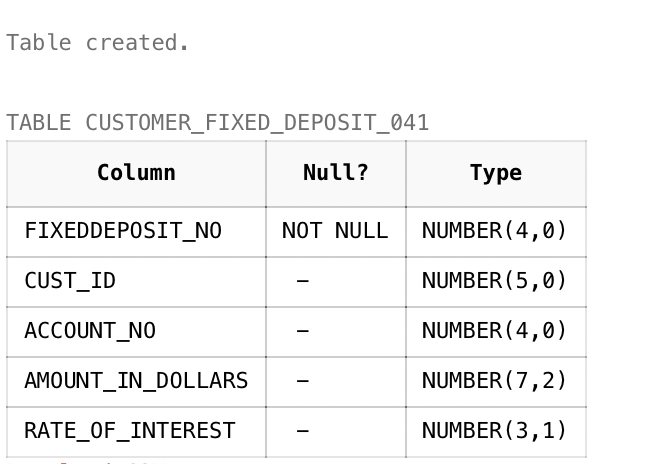 Table created.
TABLE CUSTOMER_FIXED_DEPOSIT_041
Column Null? Type
FIXEDDEPOSIT_NO NOT NULL NUMBER(4,0)
CUST_ID – NUMBER(5,0)
ACCOUNT_NO – NUMBER(4,0)
AMOUNT_IN_DOLLARS – NUMBER(7,2)
RATE_OF_INTEREST – NUMBER(3,1)